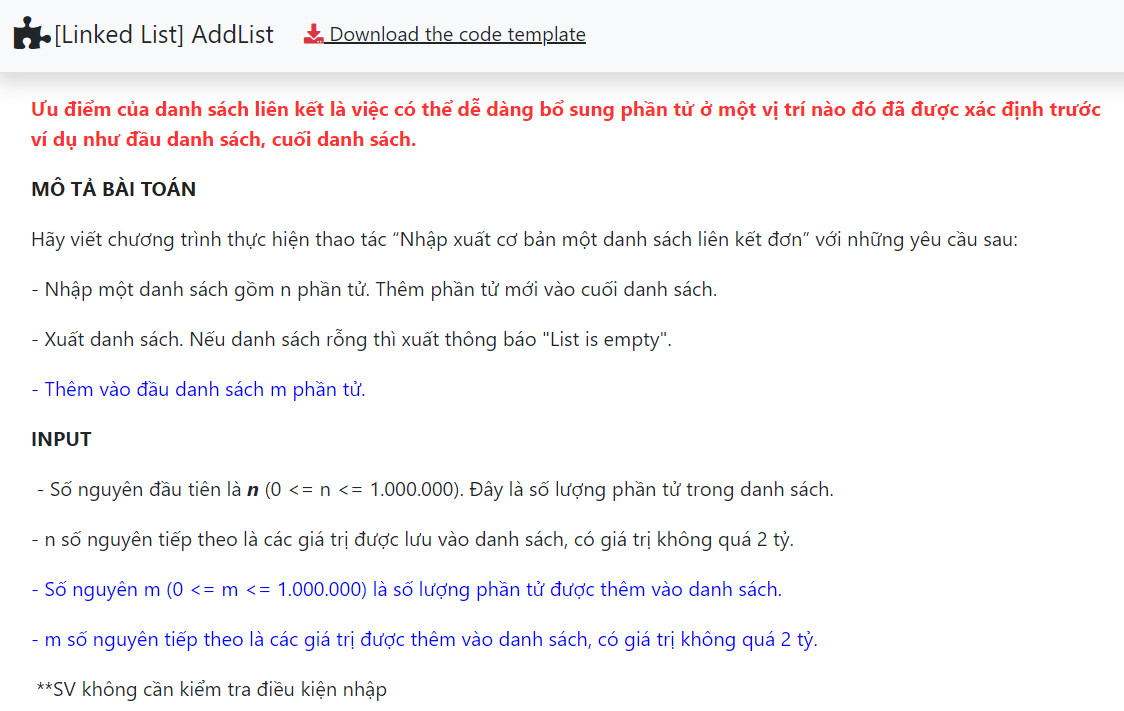 [Linked List] AddList Download the code template
Ưu điểm của danh sách liên kết là việc có thể dễ dàng bổ sung phần tử ở một vị trí nào đó đã được xác định trước
ví dụ như đầu danh sách, cuối danh sách.
MÔ TẢ BÀI TOÁN
Hãy viết chương trình thực hiện thao tác “Nhập xuất cơ bản một danh sách liên kết đơn” với những yêu cầu sau:
- Nhập một danh sách gồm n phần tử. Thêm phần tử mới vào cuối danh sách.
- Xuất danh sách. Nếu danh sách rỗng thì xuất thông báo "List is empty".
- Thêm vào đầu danh sách m phần tử.
INPUT
- Số nguyên đầu tiên là n (0 <= n <= 1.000.000). Đây là số lượng phần tử trong danh sách.
- n số nguyên tiếp theo là các giá trị được lưu vào danh sách, có giá trị không quá 2 tỷ.
- Số nguyên m (0 <= m <= 1.000.000) là số lượng phần tử được thêm vào danh sách.
- m số nguyên tiếp theo là các giá trị được thêm vào danh sách, có giá trị không quá 2 tỷ.
**SV không cần kiểm tra điều kiện nhập